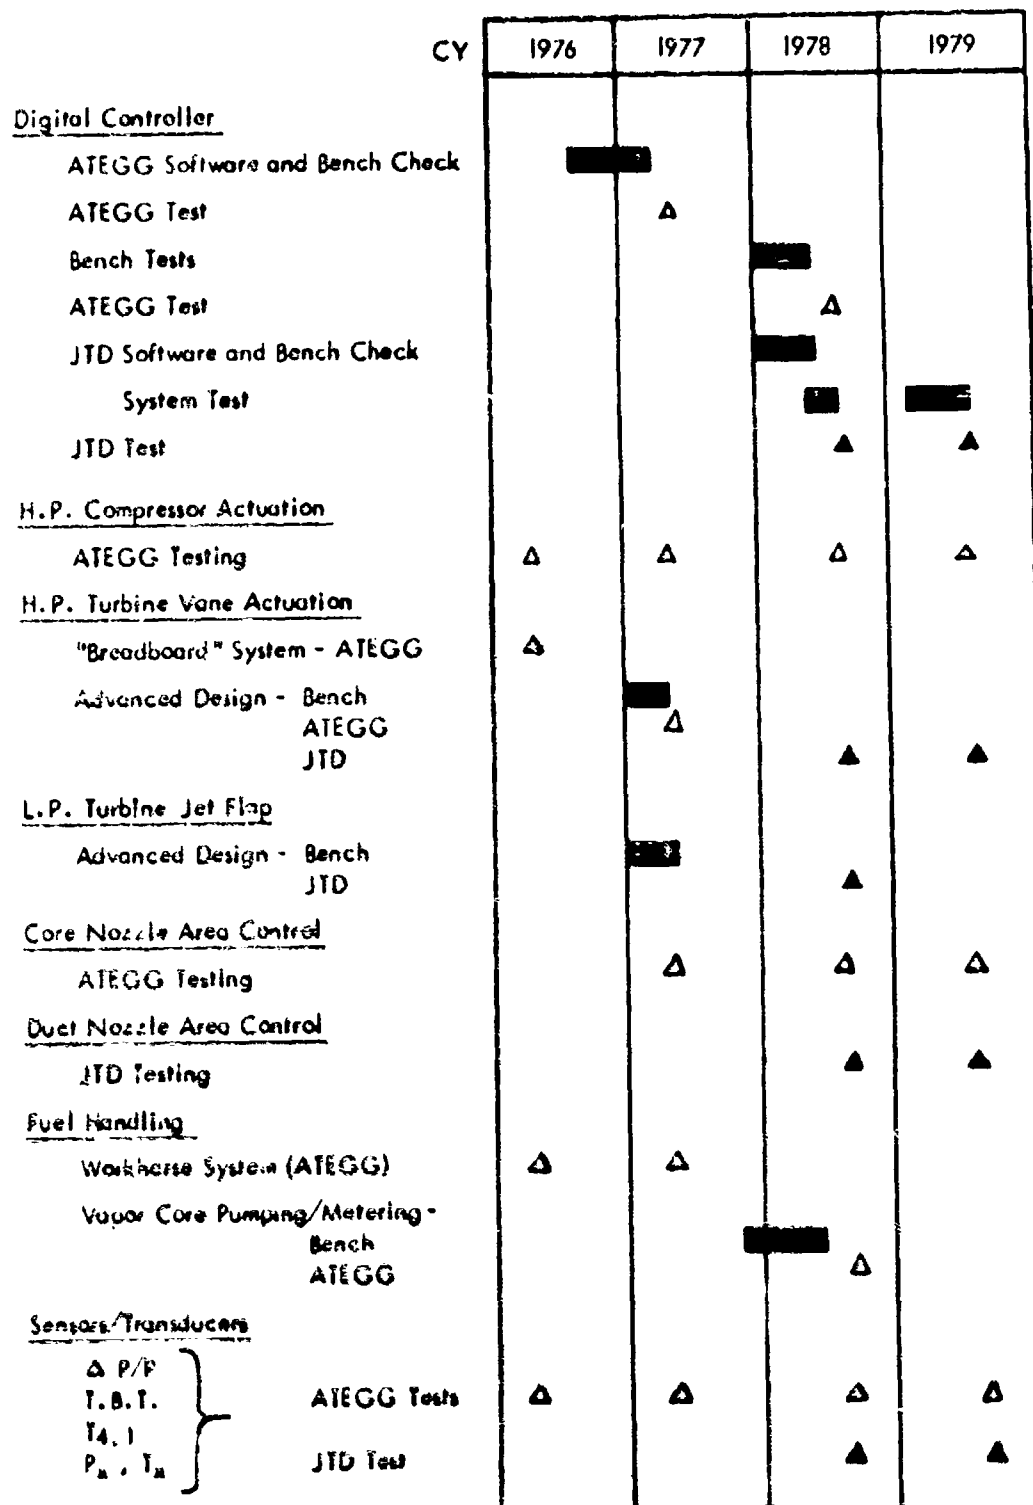 CY 1976 1977 1978 1979
Digital Controller
ATEGG Software and Bench Check
ATEGG Test
Bench Tests
ATEGG Test
JTD Software and Bench Check
System Test
JTD Test
H.P. Compressor Actuation
ATEGG Testing
H.P. Turbine Vane Actuation
"Breadboard" System - ATEGG
Advanced Design - Bench
ATEGG
JTD
L.P. Turbine Jet Flap
Advanced Design - Bench
JTD
Core Nozzle Area Control
ATEGG Testing
Duct Nozzle Area Control
JTD Testing
Fuel Handling
Workhorse System (ATEGG)
Vapor Core Pumping/Metering -
Bench
ATEGG
Sensors/Transducers
Δ P/P
T.B.T. ATEGG Tests
T4.1
JTD Test